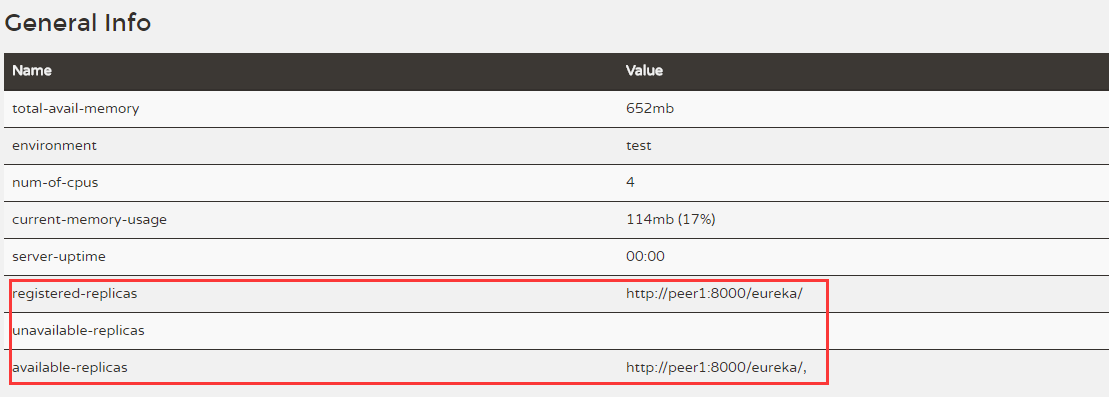 General Info
Name Value
total-avail-memory 652mb
environment test
num-of-cpus 4
current-memory-usage 114mb (17%)
server-uptime 00:00
registered-replicas http://peer1:8000/eureka/
unavailable-replicas
available-replicas http://peer1:8000/eureka/,